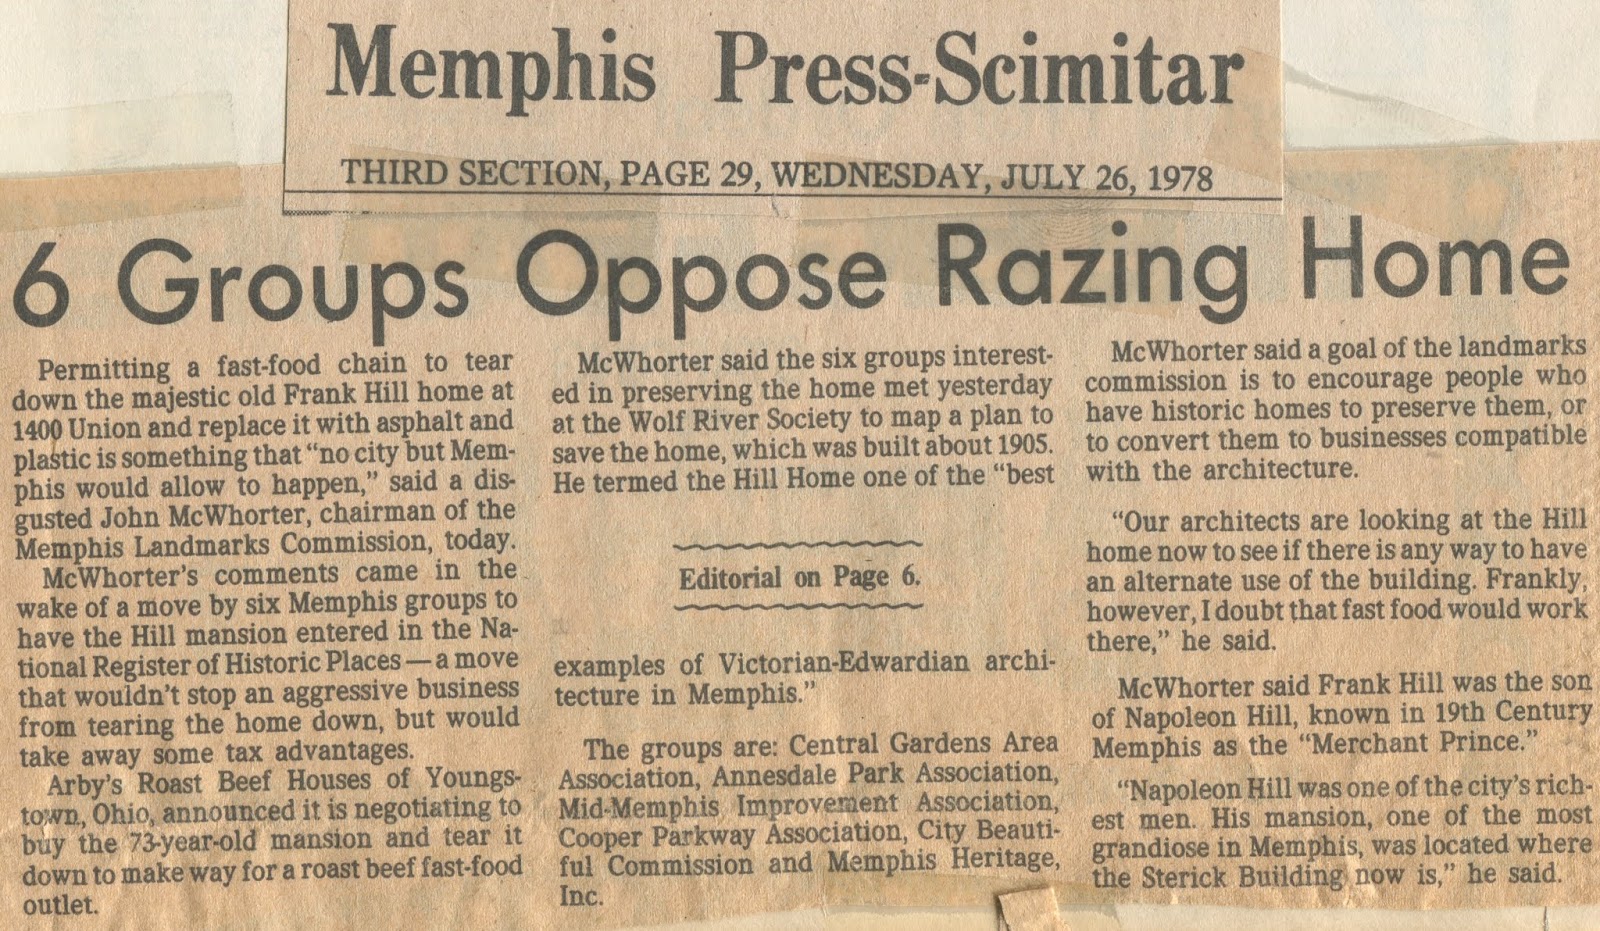 Memphis Press-Scimitar
THIRD SECTION, PAGE 29, WEDNESDAY, JULY 26, 1978
6 Groups Oppose Razing Home
Permitting a fast-food chain to tear
down the majestic old Frank Hill home at
1400 Union and replace it with asphalt and
plastic is something that “no city but Mem-
phis would allow to happen,” said a dis-
gusted John McWhorter, chairman of the
Memphis Landmarks Commission, today.
McWhorter’s comments came in the
wake of a move by six Memphis groups to
have the Hill mansion entered in the Na-
tional Register of Historic Places — a move
that wouldn’t stop an aggressive business
from tearing the home down, but would
take away some tax advantages.
Arby’s Roast Beef Houses of Youngs-
town, Ohio, announced it is negotiating to
buy the 73-year-old mansion and tear it
down to make way for a roast beef fast-food
outlet.
McWhorter said the six groups interest-
ed in preserving the home met yesterday
at the Wolf River Society to map a plan to
save the home, which was built about 1905.
He termed the Hill Home one of the “best
Editorial on Page 6.
examples of Victorian-Edwardian archi-
tecture in Memphis.”
The groups are: Central Gardens Area
Association, Annesdale Park Association,
Mid-Memphis Improvement Association,
Cooper Parkway Association, City Beauti-
ful Commission and Memphis Heritage,
Inc.
McWhorter said a goal of the landmarks
commission is to encourage people who
have historic homes to preserve them, or
to convert them to businesses compatible
with the architecture.
“Our architects are looking at the Hill
home now to see if there is any way to have
an alternate use of the building. Frankly,
however, I doubt that fast food would work
there,” he said.
McWhorter said Frank Hill was the son
of Napoleon Hill, known in 19th Century
Memphis as the “Merchant Prince.”
“Napoleon Hill was one of the city’s rich-
est men. His mansion, one of the most
grandiose in Memphis, was located where
the Sterick Building now is,” he said.